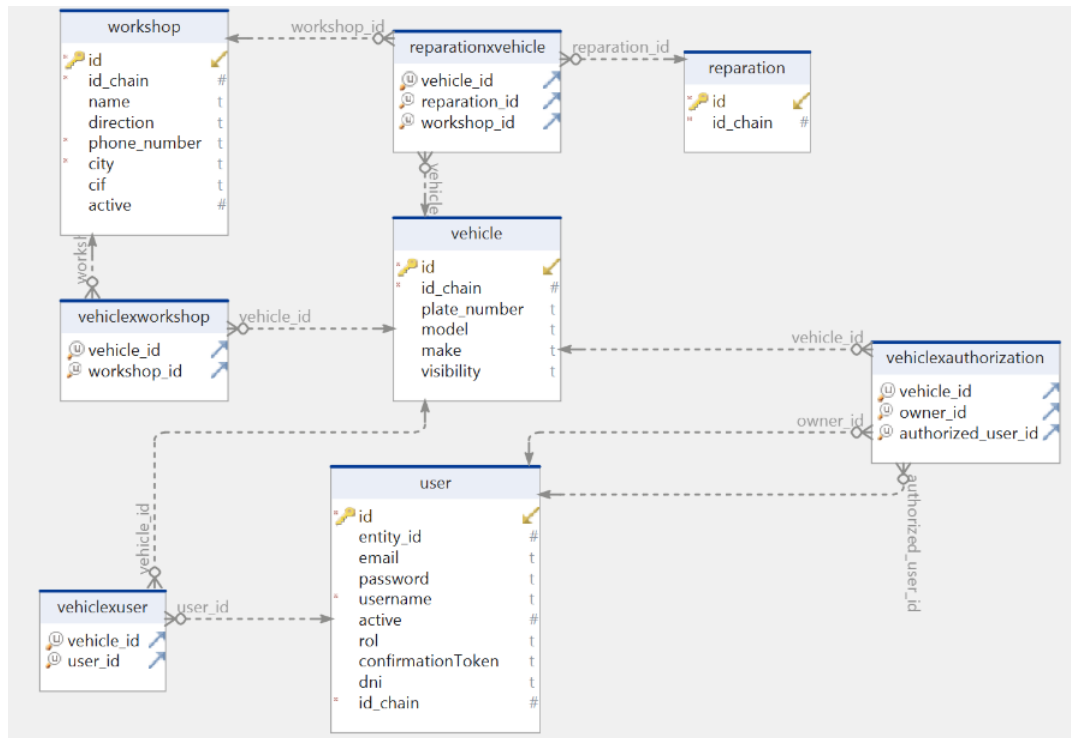 workshop
id
id_chain #
name t
direction t
phone_number t
city t
cif t
active #
workshop_id
reparationxvehicle
vehicle_id
reparation_id
workshop_id
reparation_id
reparation
id
id_chain #
vehicle
worksh
vehicle
id
id_chain #
plate_number t
model t
make t
visibility t
vehiclexworkshop
vehicle_id
workshop_id
vehicle_id
vehicle_id
vehiclexauthorization
vehicle_id
owner_id
authorized_user_id
owner_id
authorized_user_id
user
id
entity_id #
email t
password t
username t
active #
rol t
confirmationToken t
dni t
id_chain #
vehicle_id
vehiclexuser
vehicle_id
user_id
user_id